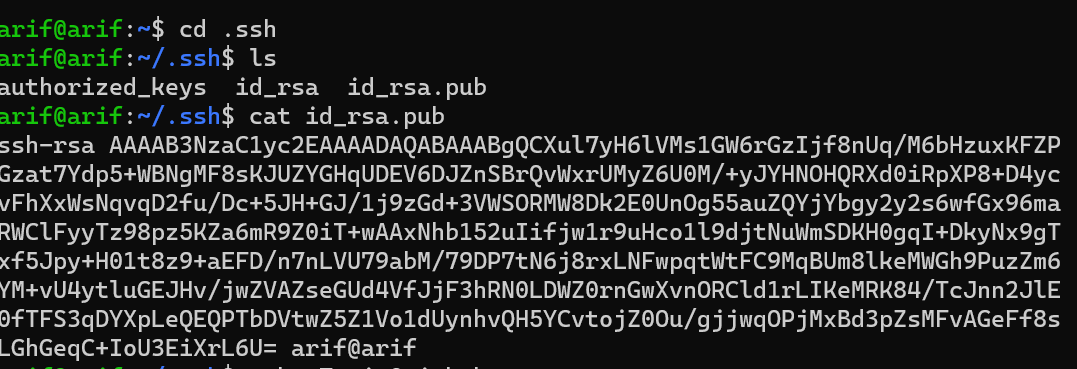 arif@arif:~$ cd .ssh
arif@arif:~/.ssh$ ls
authorized_keys  id_rsa  id_rsa.pub
arif@arif:~/.ssh$ cat id_rsa.pub
ssh-rsa AAAAB3NzaC1yc2EAAAADAQABAAABgQCXul7yH6lVMs1GW6rGzIjf8nUq/M6bHzuxKFZP
Gzat7Ydp5+WBNgMF8sKJUZYGHqUDEV6DJZnSBrQvWxrUMyZ6U0M/+yJYHNOHQRXd0iRpXP8+D4yc
vFhXxWsNqvqD2fu/Dc+5JH+GJ/1j9zGd+3VWSORMW8Dk2E0UnOg55auZQYjYbgy2y2s6wfGx96ma
RWClFyyTz98pz5KZa6mR9Z0iT+wAAxNhb152uIifjw1r9uHco1l9djtNuWmSDKH0gqI+DkyNx9gT
xf5Jpy+H01t8z9+aEFD/n7nLVU79abM/79DP7tN6j8rxLNFwpqtWtFC9MqBUm8lkeMWGh9PuzZm6
YM+vU4ytluGEJHv/jwZVAZseGUd4VfJjF3hRN0LDWZ0rnGwXvnORCld1rLIKeMRK84/TcJnn2JlE
0fTFS3qDYXpLeQEQPTbDVtwZ5Z1Vo1dUynhvQH5YCvtojZ0Ou/gjjwqOPjMxBd3pZsMFvAGeFf8s
LGhGeqC+IoU3EiXrL6U= arif@arif